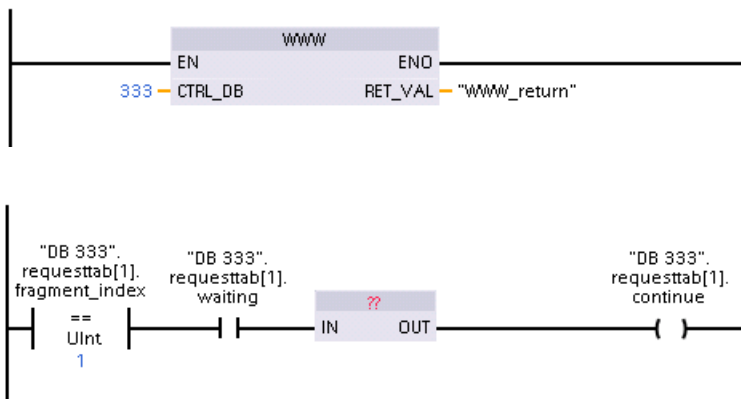 WWW
EN ENO
333 CTRL_DB RET_VAL "WWW_return"
"DB 333".
requesttab[1].
fragment_index
==
UInt
1
"DB 333".
requesttab[1].
waiting
??
IN OUT
"DB 333".
requesttab[1].
continue